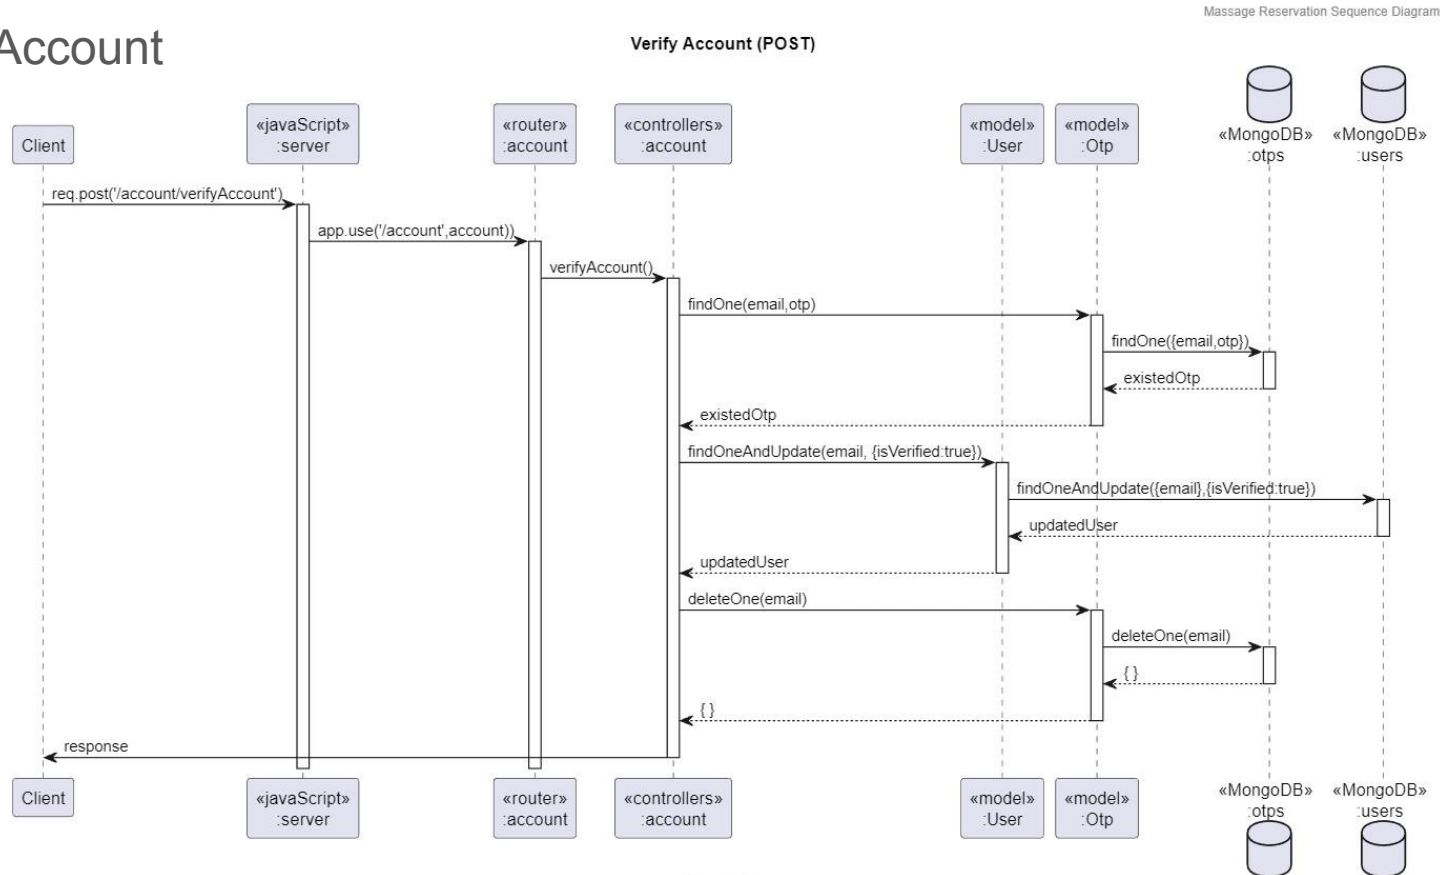 Massage Reservation Sequence Diagram
Account
Verify Account (POST)
Client
«javaScript»
:server
«router»
:account
«controllers»
:account
«model»
:User
«model»
:Otp
«MongoDB»
:otps
«MongoDB»
:users
req.post('/account/verifyAccount')
app.use('/account',account))
verifyAccount()
findOne(email,otp)
findOne({email,otp})
existedOtp
existedOtp
findOneAndUpdate(email, {isVerified:true})
findOneAndUpdate({email},{isVerified:true})
updatedUser
updatedUser
deleteOne(email)
deleteOne(email)
{ }
{ }
response
Client
«javaScript»
:server
«router»
:account
«controllers»
:account
«model»
:User
«model»
:Otp
«MongoDB»
:otps
«MongoDB»
:users